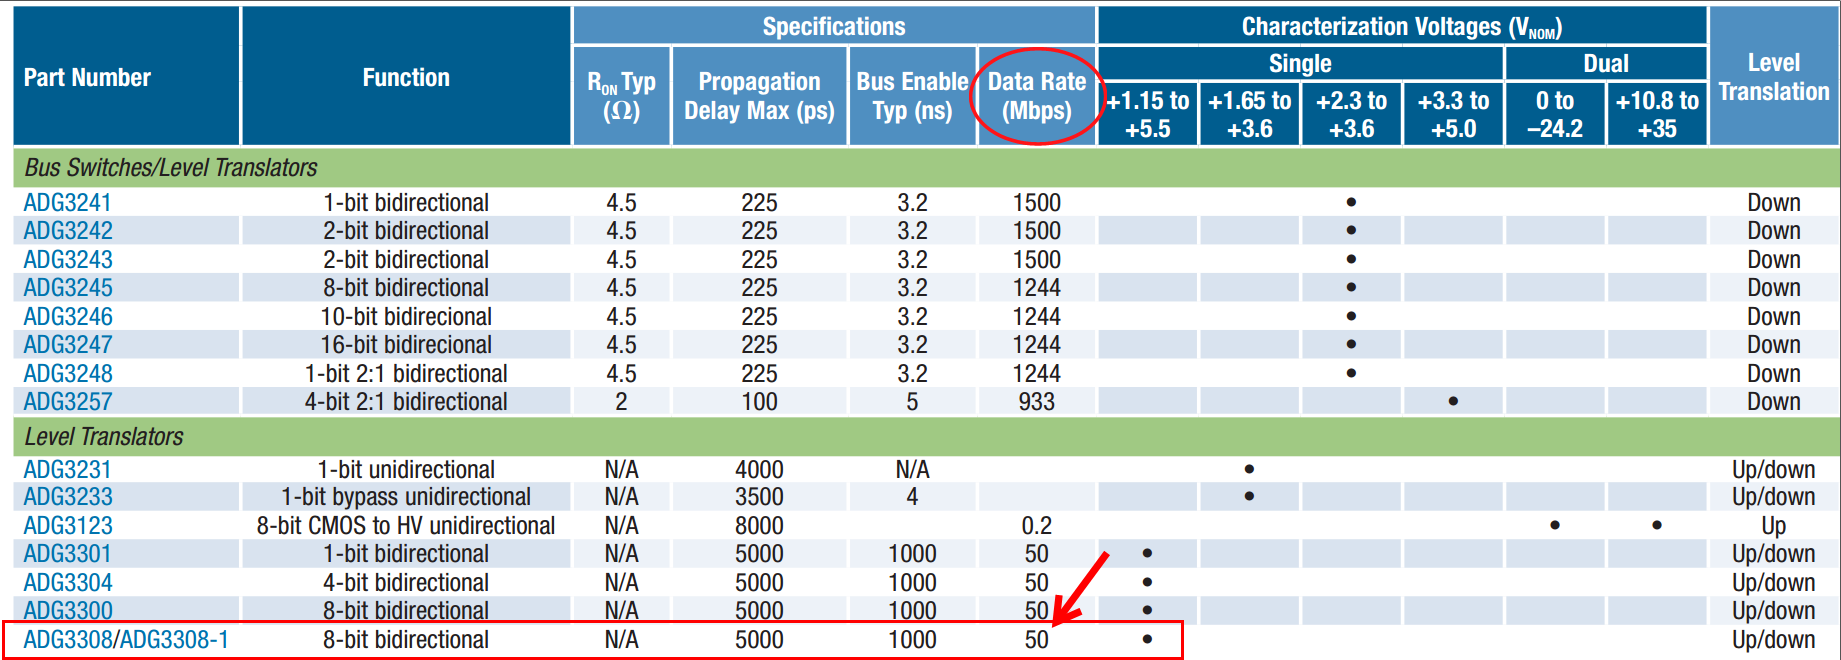 Part Number Function Specifications Characterization Voltages (VNOM) Level Translation
Single Dual
RON Typ (Ω) Propagation Delay Max (ps) Bus Enable Typ (ns) Data Rate (Mbps) +1.15 to +5.5 +1.65 to +3.6 +2.3 to +3.6 +3.3 to +5.0 0 to –24.2 +10.8 to +35
Bus Switches/Level Translators
ADG3241 1-bit bidirectional 4.5 225 3.2 1500 • Down
ADG3242 2-bit bidirectional 4.5 225 3.2 1500 • Down
ADG3243 2-bit bidirectional 4.5 225 3.2 1500 • Down
ADG3245 8-bit bidirectional 4.5 225 3.2 1244 • Down
ADG3246 10-bit bidirecional 4.5 225 3.2 1244 • Down
ADG3247 16-bit bidirecional 4.5 225 3.2 1244 • Down
ADG3248 1-bit 2:1 bidirectional 4.5 225 3.2 1244 • Down
ADG3257 4-bit 2:1 bidirectional 2 100 5 933 • Down
Level Translators
ADG3231 1-bit unidirectional N/A 4000 N/A • Up/down
ADG3233 1-bit bypass unidirectional N/A 3500 4 • Up/down
ADG3123 8-bit CMOS to HV unidirectional N/A 8000 0.2 • • Up
ADG3301 1-bit bidirectional N/A 5000 1000 50 • Up/down
ADG3304 4-bit bidirectional N/A 5000 1000 50 • Up/down
ADG3300 8-bit bidirectional N/A 5000 1000 50 • Up/down
ADG3308/ADG3308-1 8-bit bidirectional N/A 5000 1000 50 • Up/down